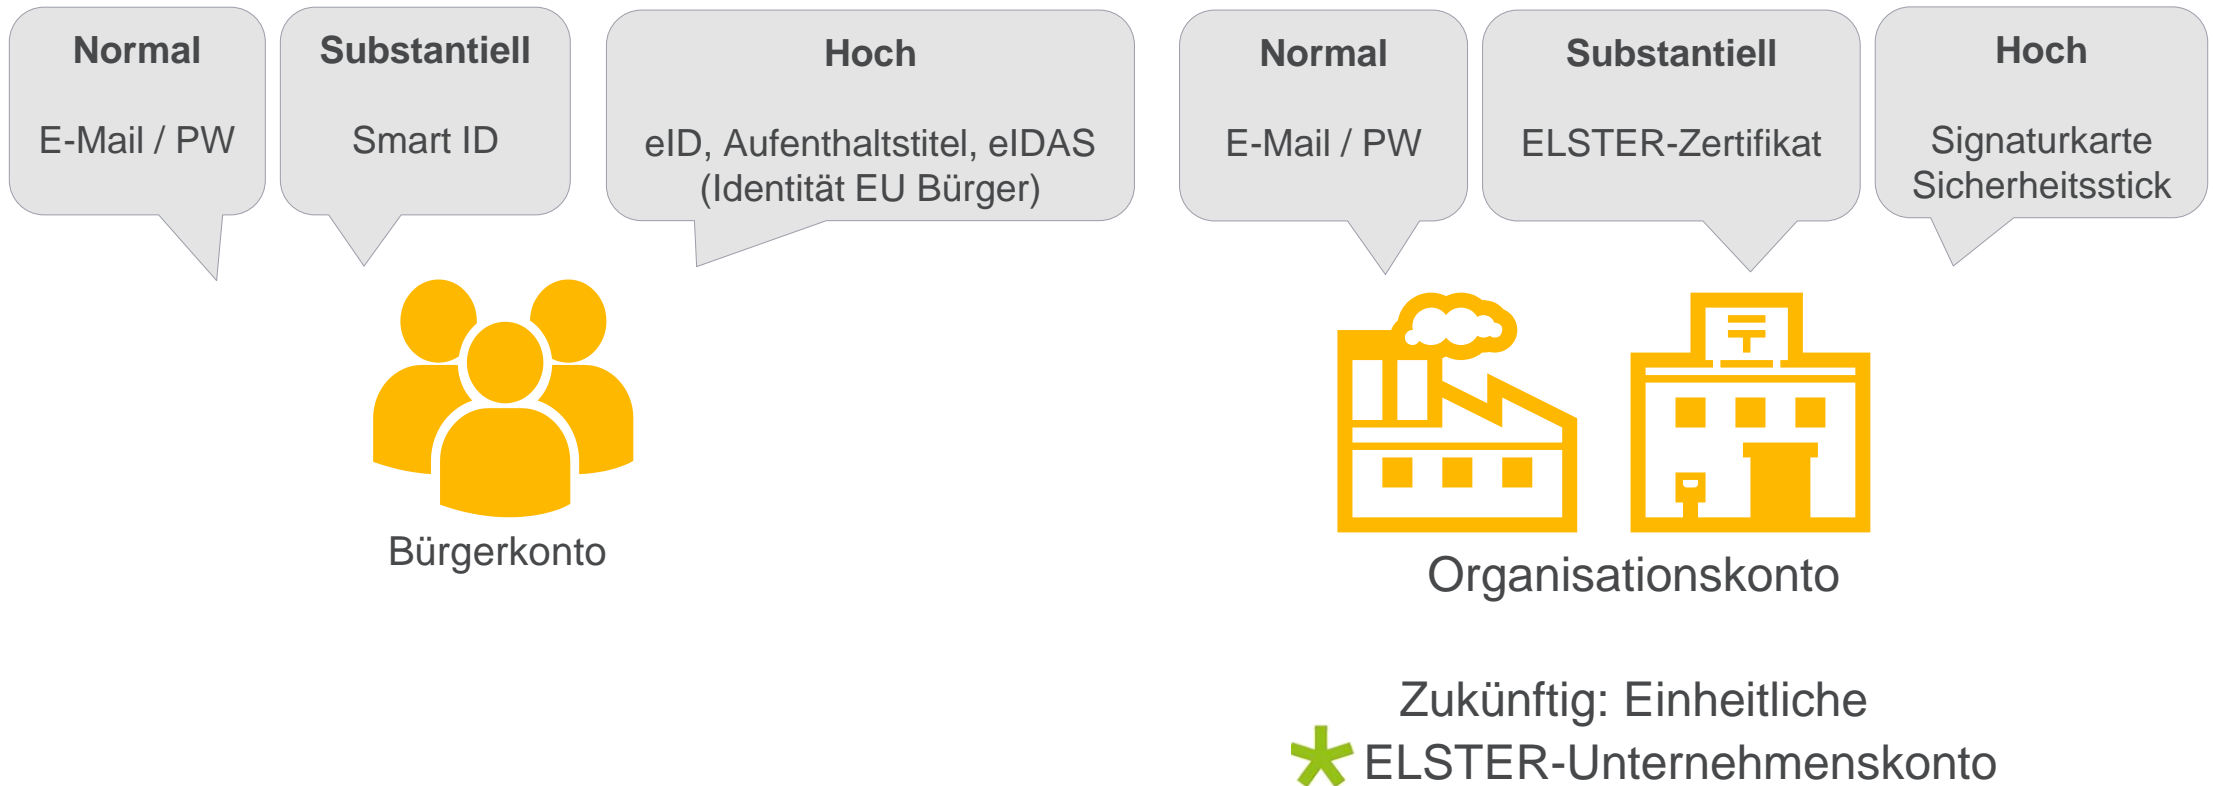 Normal
E-Mail / PW
Substantiell
Smart ID
Hoch
eID, Aufenthaltstitel, eIDAS
(Identität EU Bürger)
Normal
E-Mail / PW
Substantiell
ELSTER-Zertifikat
Hoch
Signaturkarte
Sicherheitsstick
Bürgerkonto
Organisationskonto
Zukünftig: Einheitliche
ELSTER-Unternehmenskonto